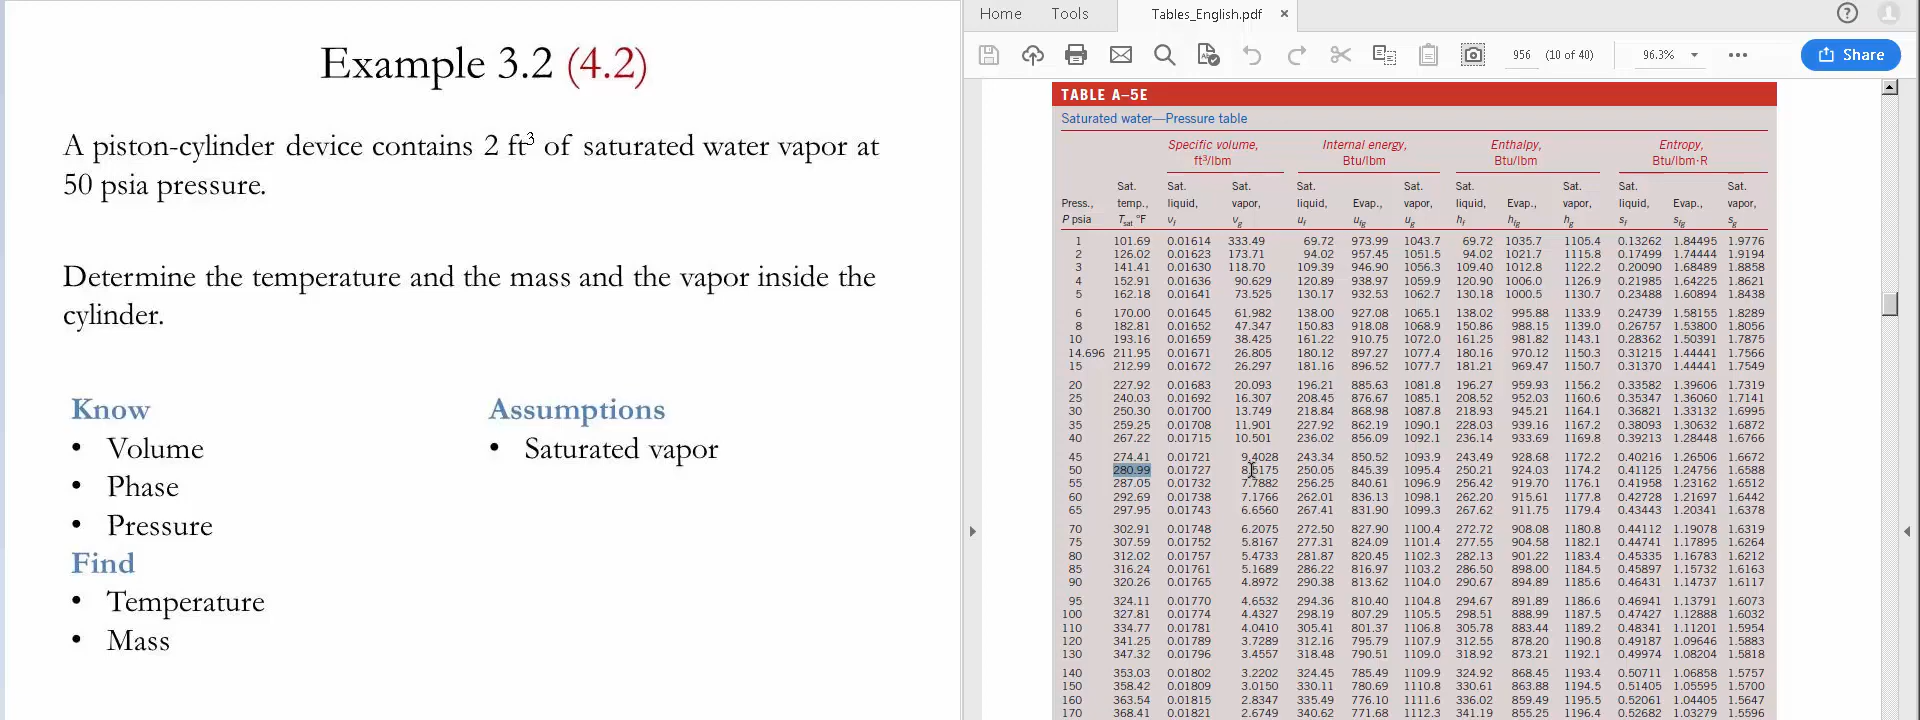 Example 3.2 (4.2)
A piston-cylinder device contains 2 ft³ of saturated water vapor at
50 psia pressure.
Determine the temperature and the mass and the vapor inside the
cylinder.
Know
• Volume
• Phase
• Pressure
Find
• Temperature
• Mass
Assumptions
• Saturated vapor
Home Tools Tables_English.pdf ×
956 (10 of 40) 96.3% Share
TABLE A–5E
Saturated water—Pressure table
Specific volume, Internal energy, Enthalpy, Entropy,
ft³/lbm Btu/lbm Btu/lbm Btu/lbm·R
Sat. Sat. Sat. Sat. Sat. Sat. Sat. Sat. Sat.
Press., temp., liquid, vapor, liquid, Evap., vapor, liquid, Evap., vapor, liquid, Evap., vapor,
P psia Tsat °F vf vg uf ufg ug hf hfg hg sf sfg sg
1 101.69 0.01614 333.49 69.72 973.99 1043.7 69.72 1035.7 1105.4 0.13262 1.84495 1.9776
2 126.02 0.01623 173.71 94.02 957.45 1051.5 94.02 1021.7 1115.8 0.17499 1.74444 1.9194
3 141.41 0.01630 118.70 109.39 946.90 1056.3 109.40 1012.8 1122.2 0.20090 1.68489 1.8858
4 152.91 0.01636 90.629 120.89 938.97 1059.9 120.90 1006.0 1126.9 0.21985 1.64225 1.8621
5 162.18 0.01641 73.525 130.17 932.53 1062.7 130.18 1000.5 1130.7 0.23488 1.60894 1.8438
6 170.00 0.01645 61.982 138.00 927.08 1065.1 138.02 995.88 1133.9 0.24739 1.58155 1.8289
8 182.81 0.01652 47.347 150.83 918.08 1068.9 150.86 988.15 1139.0 0.26757 1.53800 1.8056
10 193.16 0.01659 38.425 161.22 910.75 1072.0 161.25 981.82 1143.1 0.28362 1.50391 1.7875
14.696 211.95 0.01671 26.805 180.12 897.27 1077.4 180.16 970.12 1150.3 0.31215 1.44441 1.7566
15 212.99 0.01672 26.297 181.16 896.52 1077.7 181.21 969.47 1150.7 0.31370 1.44441 1.7549
20 227.92 0.01683 20.093 196.21 885.63 1081.8 196.27 959.93 1156.2 0.33582 1.39606 1.7319
25 240.03 0.01692 16.307 208.45 876.67 1085.1 208.52 952.03 1160.6 0.35347 1.36060 1.7141
30 250.30 0.01700 13.749 218.84 868.98 1087.8 218.93 945.21 1164.1 0.36821 1.33132 1.6995
35 259.25 0.01708 11.901 227.92 862.19 1090.1 228.03 939.16 1167.2 0.38093 1.30632 1.6872
40 267.22 0.01715 10.501 236.02 856.09 1092.1 236.14 933.69 1169.8 0.39213 1.28448 1.6766
45 274.41 0.01721 9.4028 243.34 850.52 1093.9 243.49 928.68 1172.2 0.40216 1.26506 1.6672
50 280.99 0.01727 8.5175 250.05 845.39 1095.4 250.21 924.03 1174.2 0.41125 1.24756 1.6588
55 287.05 0.01732 7.7882 256.25 840.61 1096.9 256.42 919.70 1176.1 0.41958 1.23162 1.6512
60 292.69 0.01738 7.1766 262.01 836.13 1098.1 262.20 915.61 1177.8 0.42728 1.21697 1.6442
65 297.95 0.01743 6.6560 267.41 831.90 1099.3 267.62 911.75 1179.4 0.43443 1.20341 1.6378
70 302.91 0.01748 6.2075 272.50 827.90 1100.4 272.72 908.08 1180.8 0.44112 1.19078 1.6319
75 307.59 0.01752 5.8167 277.31 824.09 1101.4 277.55 904.58 1182.1 0.44741 1.17895 1.6264
80 312.02 0.01757 5.4733 281.87 820.45 1102.3 282.13 901.22 1183.4 0.45335 1.16783 1.6212
85 316.24 0.01761 5.1689 286.22 816.97 1103.2 286.50 898.00 1184.5 0.45897 1.15732 1.6163
90 320.26 0.01765 4.8972 290.38 813.62 1104.0 290.67 894.89 1185.6 0.46431 1.14737 1.6117
95 324.11 0.01770 4.6532 294.36 810.40 1104.8 294.67 891.89 1186.6 0.46941 1.13791 1.6073
100 327.81 0.01774 4.4327 298.19 807.29 1105.5 298.51 888.99 1187.5 0.47427 1.12888 1.6032
110 334.77 0.01781 4.0410 305.41 801.37 1106.8 305.78 883.44 1189.2 0.48341 1.11201 1.5954
120 341.25 0.01789 3.7289 312.16 795.79 1107.9 312.55 878.20 1190.8 0.49187 1.09646 1.5883
130 347.32 0.01796 3.4557 318.48 790.51 1109.0 318.92 873.21 1192.1 0.49974 1.08204 1.5818
140 353.03 0.01802 3.2202 324.45 785.49 1109.9 324.92 868.45 1193.4 0.50711 1.06858 1.5757
150 358.42 0.01809 3.0150 330.11 780.69 1110.8 330.61 863.88 1194.5 0.51405 1.05595 1.5700
160 363.54 0.01815 2.8347 335.49 776.10 1111.6 336.02 859.49 1195.5 0.52061 1.04405 1.5647
170 368.41 0.01821 2.6749 340.62 771.68 1112.3 341.19 855.25 1196.4 0.52682 1.03279 1.5596